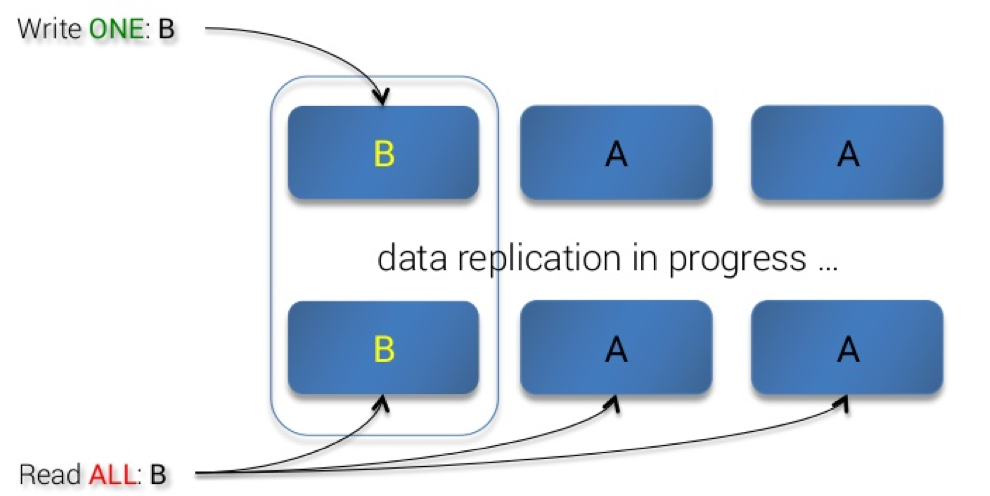 Write ONE: B
B
A
A
data replication in progress ...
B
A
A
Read ALL: B